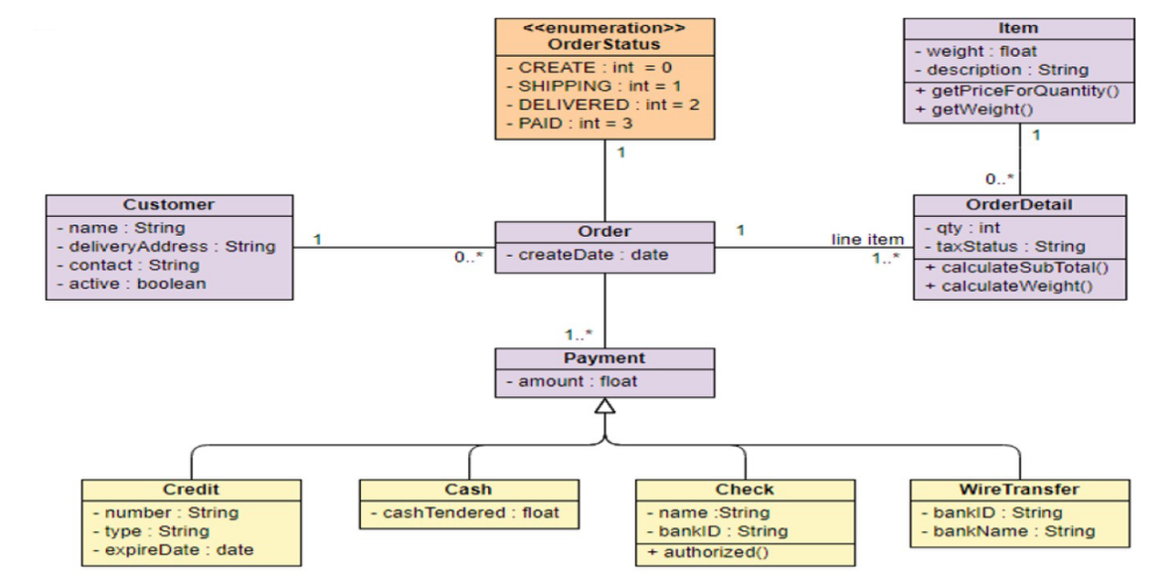 <<enumeration>>
OrderStatus
- CREATE : int  = 0
- SHIPPING : int = 1
- DELIVERED : int = 2
- PAID : int = 3
1
Item
- weight : float
- description : String
+ getPriceForQuantity()
+ getWeight()
1
0..*
Customer
- name : String
- deliveryAddress : String
- contact : String
- active : boolean
1
0..*
Order
- createDate : date
1
line item
1..*
OrderDetail
- qty : int
- taxStatus : String
+ calculateSubTotal()
+ calculateWeight()
1..*
Payment
- amount : float
Credit
- number : String
- type : String
- expireDate : date
Cash
- cashTendered : float
Check
- name :String
- bankID : String
+ authorized()
WireTransfer
- bankID : String
- bankName : String